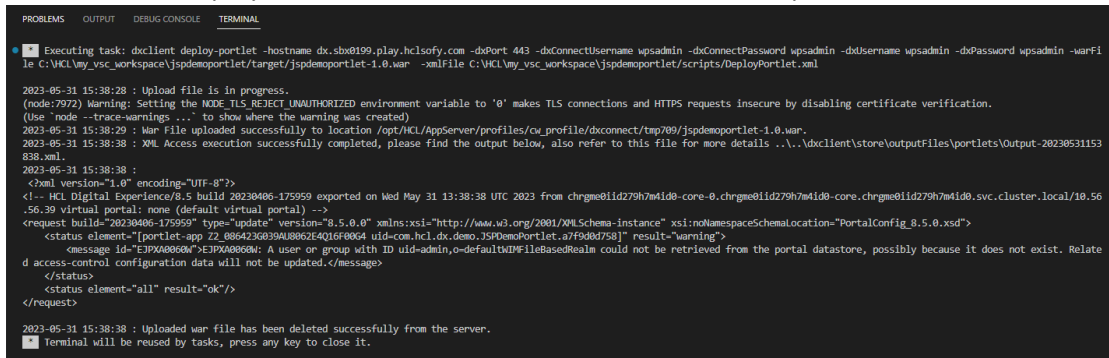 PROBLEMS OUTPUT DEBUG CONSOLE TERMINAL
* Executing task: dxclient deploy-portlet -hostname dx.sbx0199.play.hclsofy.com -dxPort 443 -dxConnectUsername wpsadmin -dxConnectPassword wpsadmin -dxUsername wpsadmin -dxPassword wpsadmin -warFi
le C:\HCL\my_vsc_workspace\jspdemoportlet/target/jspdemoportlet-1.0.war -xmlFile C:\HCL\my_vsc_workspace\jspdemoportlet/scripts/DeployPortlet.xml
2023-05-31 15:38:28 : Upload file is in progress.
(node:7972) Warning: Setting the NODE_TLS_REJECT_UNAUTHORIZED environment variable to '0' makes TLS connections and HTTPS requests insecure by disabling certificate verification.
(Use `node --trace-warnings ...` to show where the warning was created)
2023-05-31 15:38:29 : War File uploaded successfully to location /opt/HCL/AppServer/profiles/cw_profile/dxconnect/tmp709/jspdemoportlet-1.0.war.
2023-05-31 15:38:38 : XML Access execution successfully completed, please find the output below, also refer to this file for more details ..\..\dxclient\store\outputFiles\portlets\Output-20230531153
838.xml.
2023-05-31 15:38:38 :
<?xml version="1.0" encoding="UTF-8"?>
<!-- HCL Digital Experience/8.5 build 20230406-175959 exported on Wed May 31 13:38:38 UTC 2023 from chrgme0iid279h7m4id0-core-0.chrgme0iid279h7m4id0-core.chrgme0iid279h7m4id0.svc.cluster.local/10.56
.56.39 virtual portal: none (default virtual portal) -->
<request build="20230406-175959" type="update" version="8.5.0.0" xmlns:xsi="http://www.w3.org/2001/XMLSchema-instance" xsi:noNamespaceSchemaLocation="PortalConfig_8.5.0.xsd">
<status element="[portlet-app Z2_086423G039AU8062E4Q16F00G4 uid=com.hcl.dx.demo.JSPDemoPortlet.a7f9d0d758]" result="warning">
<message id="EJPXA0060W">EJPXA0060W: A user or group with ID uid=admin,o=defaultWIMFileBasedRealm could not be retrieved from the portal datastore, possibly because it does not exist. Relate
d access-control configuration data will not be updated.</message>
</status>
<status element="all" result="ok"/>
</request>
2023-05-31 15:38:38 : Uploaded war file has been deleted successfully from the server.
* Terminal will be reused by tasks, press any key to close it.